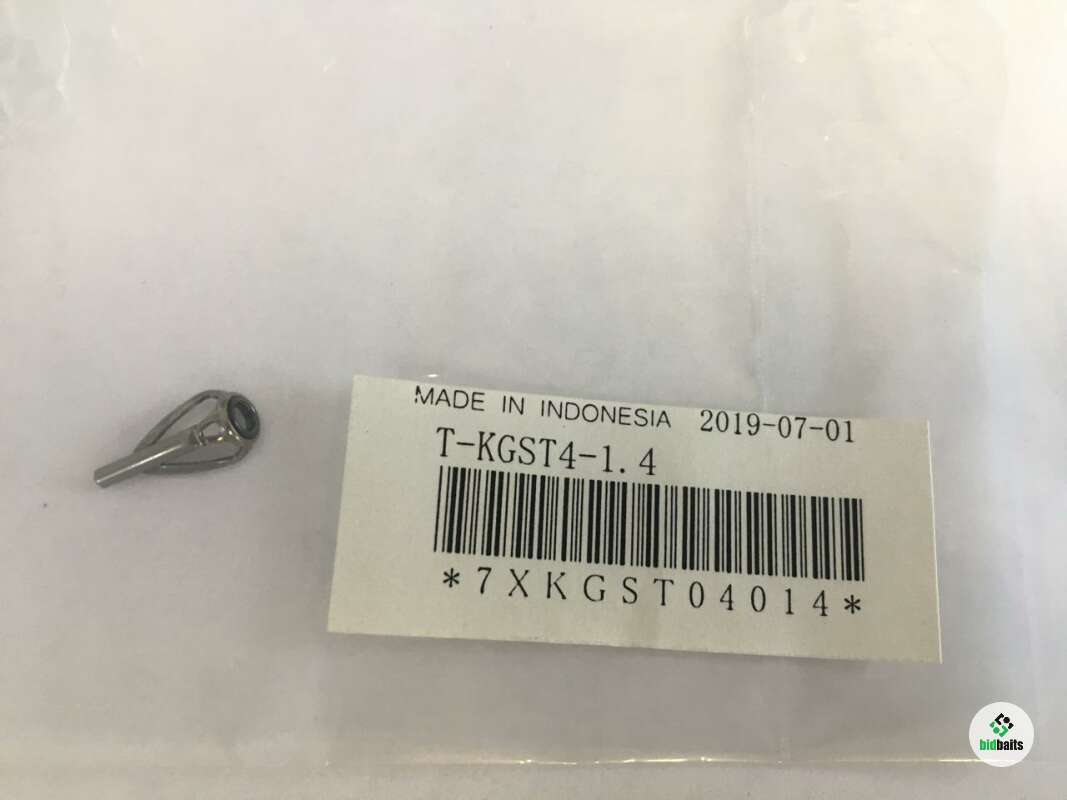 MADE IN INDONESIA 2019-07-01
T-KGST4-1.4
*7XKGST04014*
bidbaits